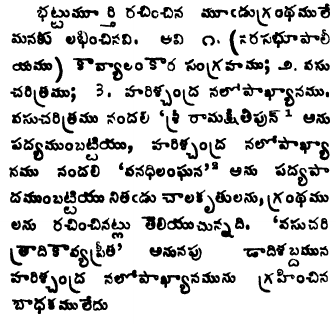 భట్టుమూర్తి రచించిన మూఁడుగ్రంథములే
మనకు లభించినవి. అవి ౧. (నరసభూపాలీ
యము) కావ్యాలంకార సంగ్రహము; ౨. వసు
చరిత్రము; ౩. హరిశ్చంద్ర నలోపాఖ్యానము.
వసుచరిత్రము నందలి 'శ్రీ రామక్షితిపున్' ¹ అను
పద్యముంబట్టియు, హరిశ్చంద్ర నలోపాఖ్యా
నము నందలి 'వనధిలంఘన'² అను పద్యపా
దముంబట్టియు నితఁడు చాలకృతులను, గ్రంథము
లను రచించినట్లు తెలియుచున్నది. 'వసుచరి
త్రాదికావ్యప్రీత' అనునపు డాదిశబ్దమున
హరిశ్చంద్ర నలోపాఖ్యానమును గ్రహించిన
బాధకములేదు